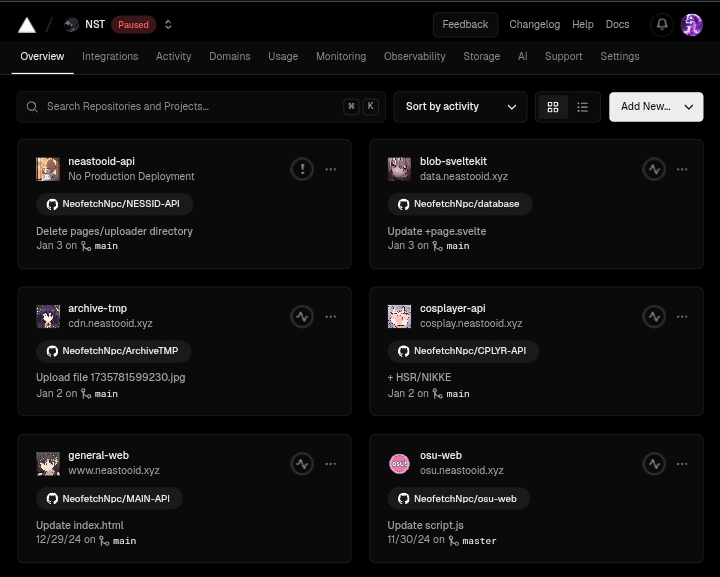 NST Paused Feedback Changelog Help Docs
Overview Integrations Activity Domains Usage Monitoring Observability Storage AI Support Settings
Search Repositories and Projects... ⌘ K Sort by activity Add New...
neastooid-api
No Production Deployment
NeofetchNpc/NESSID-API
Delete pages/uploader directory
Jan 3 on main
blob-sveltekit
data.neastooid.xyz
NeofetchNpc/database
Update +page.svelte
Jan 3 on main
archive-tmp
cdn.neastooid.xyz
NeofetchNpc/ArchiveTMP
Upload file 1735781599230.jpg
Jan 2 on main
cosplayer-api
cosplay.neastooid.xyz
NeofetchNpc/CPLYR-API
+ HSR/NIKKE
Jan 2 on main
general-web
www.neastooid.xyz
NeofetchNpc/MAIN-API
Update index.html
12/29/24 on main
osu!
osu-web
osu.neastooid.xyz
NeofetchNpc/osu-web
Update script.js
11/30/24 on master